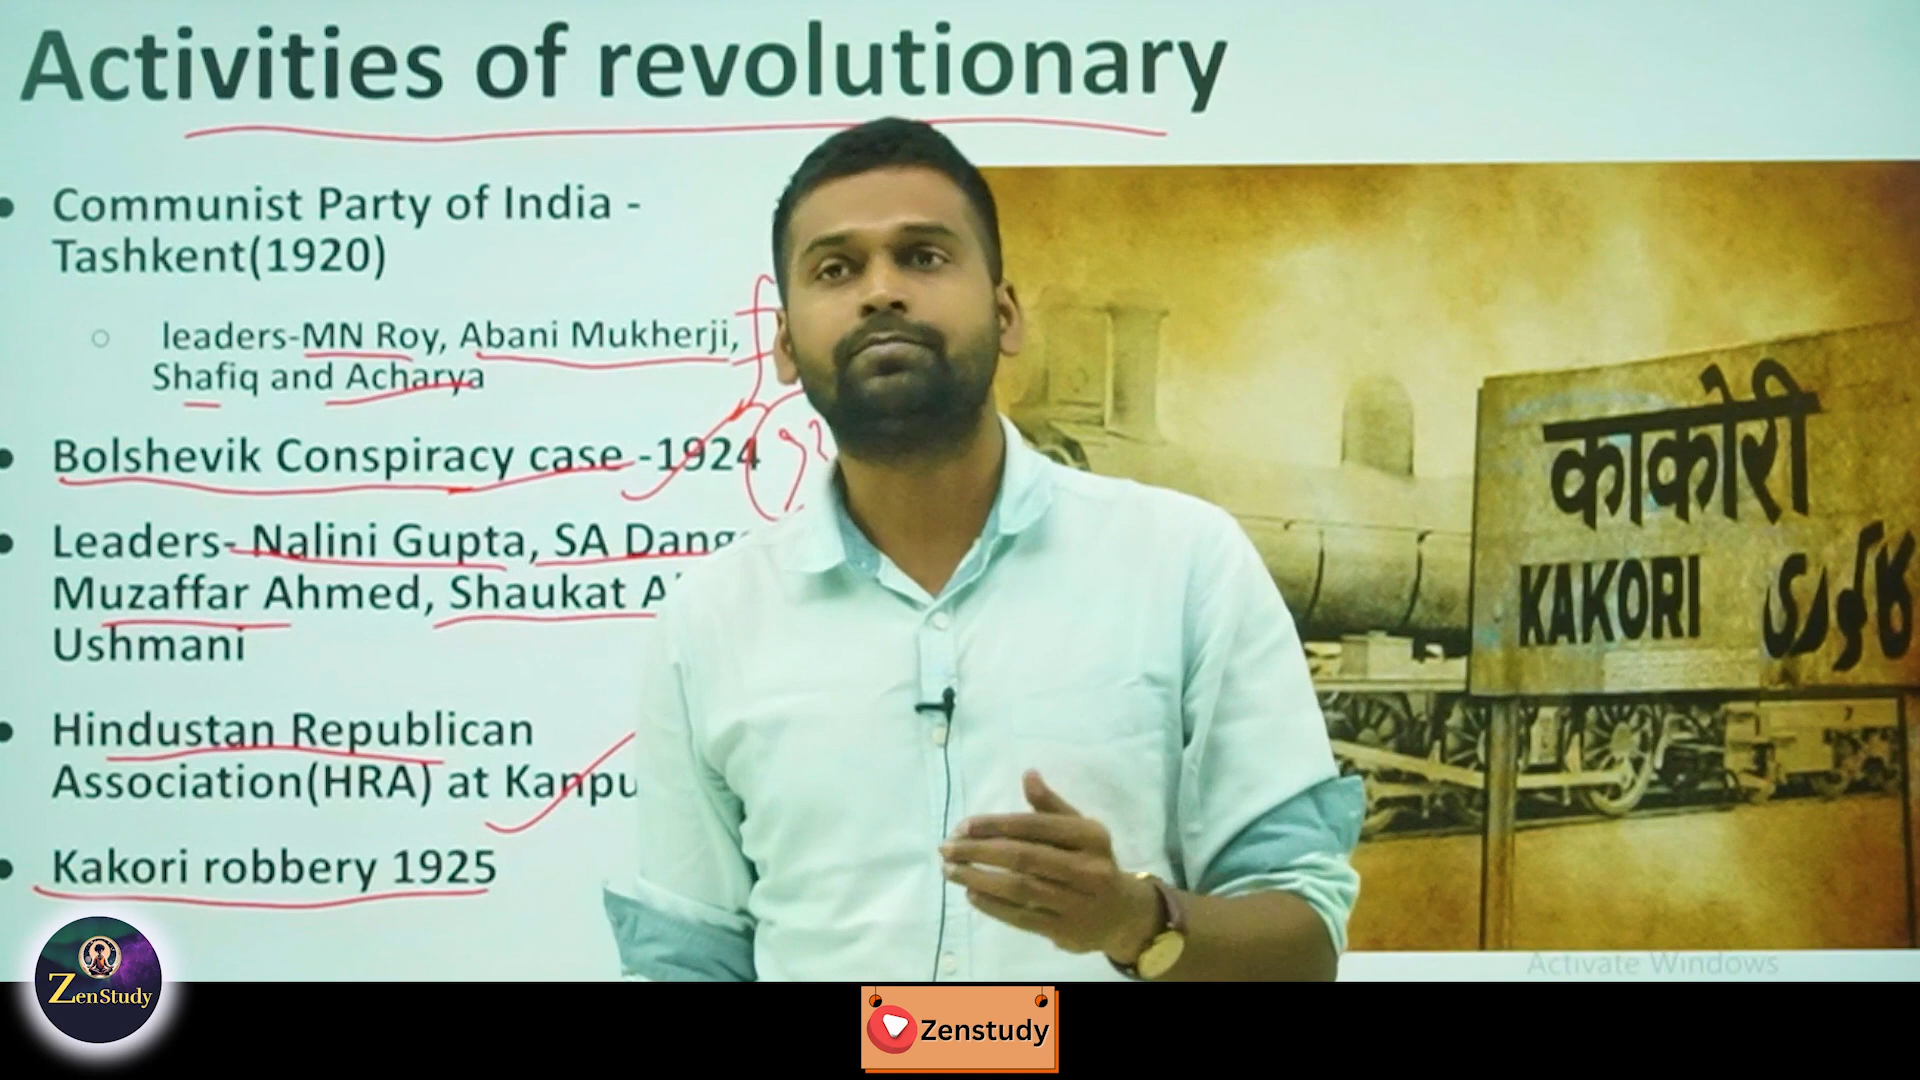 Activities of revolutionary
Communist Party of India -
Tashkent(1920)
leaders-MN Roy, Abani Mukherji,
Shafiq and Acharya
Bolshevik Conspiracy case -1924
Leaders- Nalini Gupta, SA
Muzaffar Ahmed, Shaukat
Ushmani
Hindustan Republican
Association(HRA) at
Kakori robbery 1925
काकोरी
KAKORI
کاکوری
Activate Windows
ZenStudy
Zenstudy